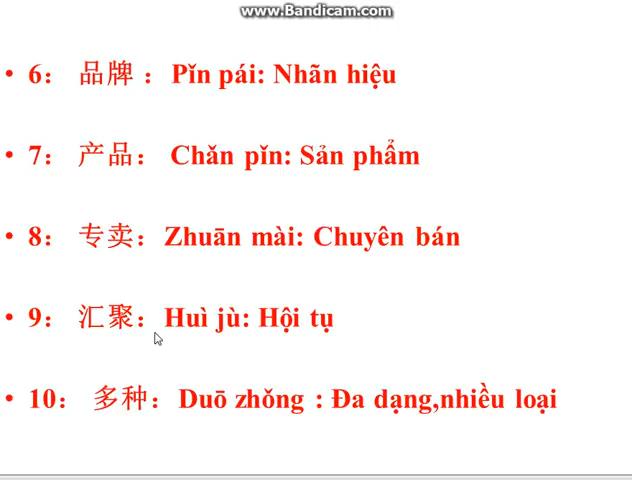 www.Bandicam.com
• 6： 品牌 ：Pǐn pái: Nhãn hiệu
• 7： 产品： Chǎn pǐn: Sản phẩm
• 8： 专卖：Zhuān mài: Chuyên bán
• 9： 汇聚：Huì jù: Hội tụ
• 10： 多种：Duō zhǒng : Đa dạng,nhiều loại